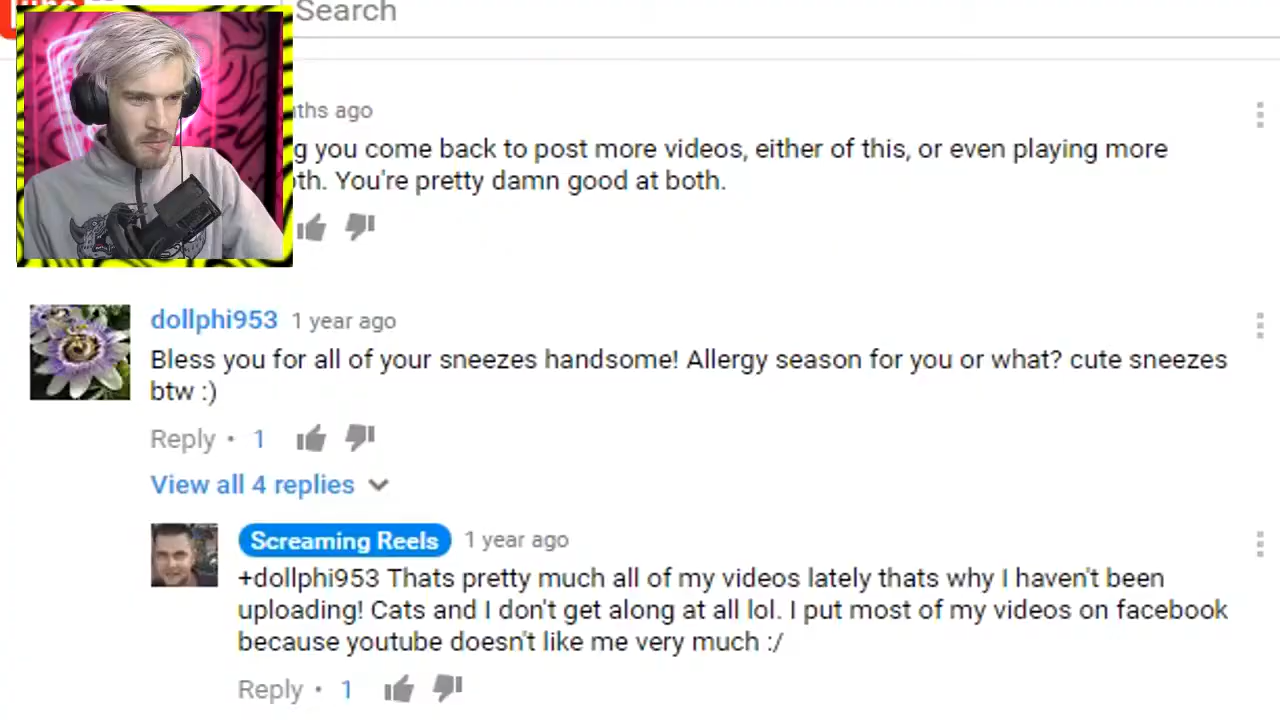 Search
ths ago
g you come back to post more videos, either of this, or even playing more
th. You're pretty damn good at both.
dollphi953 1 year ago
Bless you for all of your sneezes handsome! Allergy season for you or what? cute sneezes
btw :)
Reply • 1
View all 4 replies
Screaming Reels 1 year ago
+dollphi953 Thats pretty much all of my videos lately thats why I haven't been
uploading! Cats and I don't get along at all lol. I put most of my videos on facebook
because youtube doesn't like me very much :/
Reply • 1